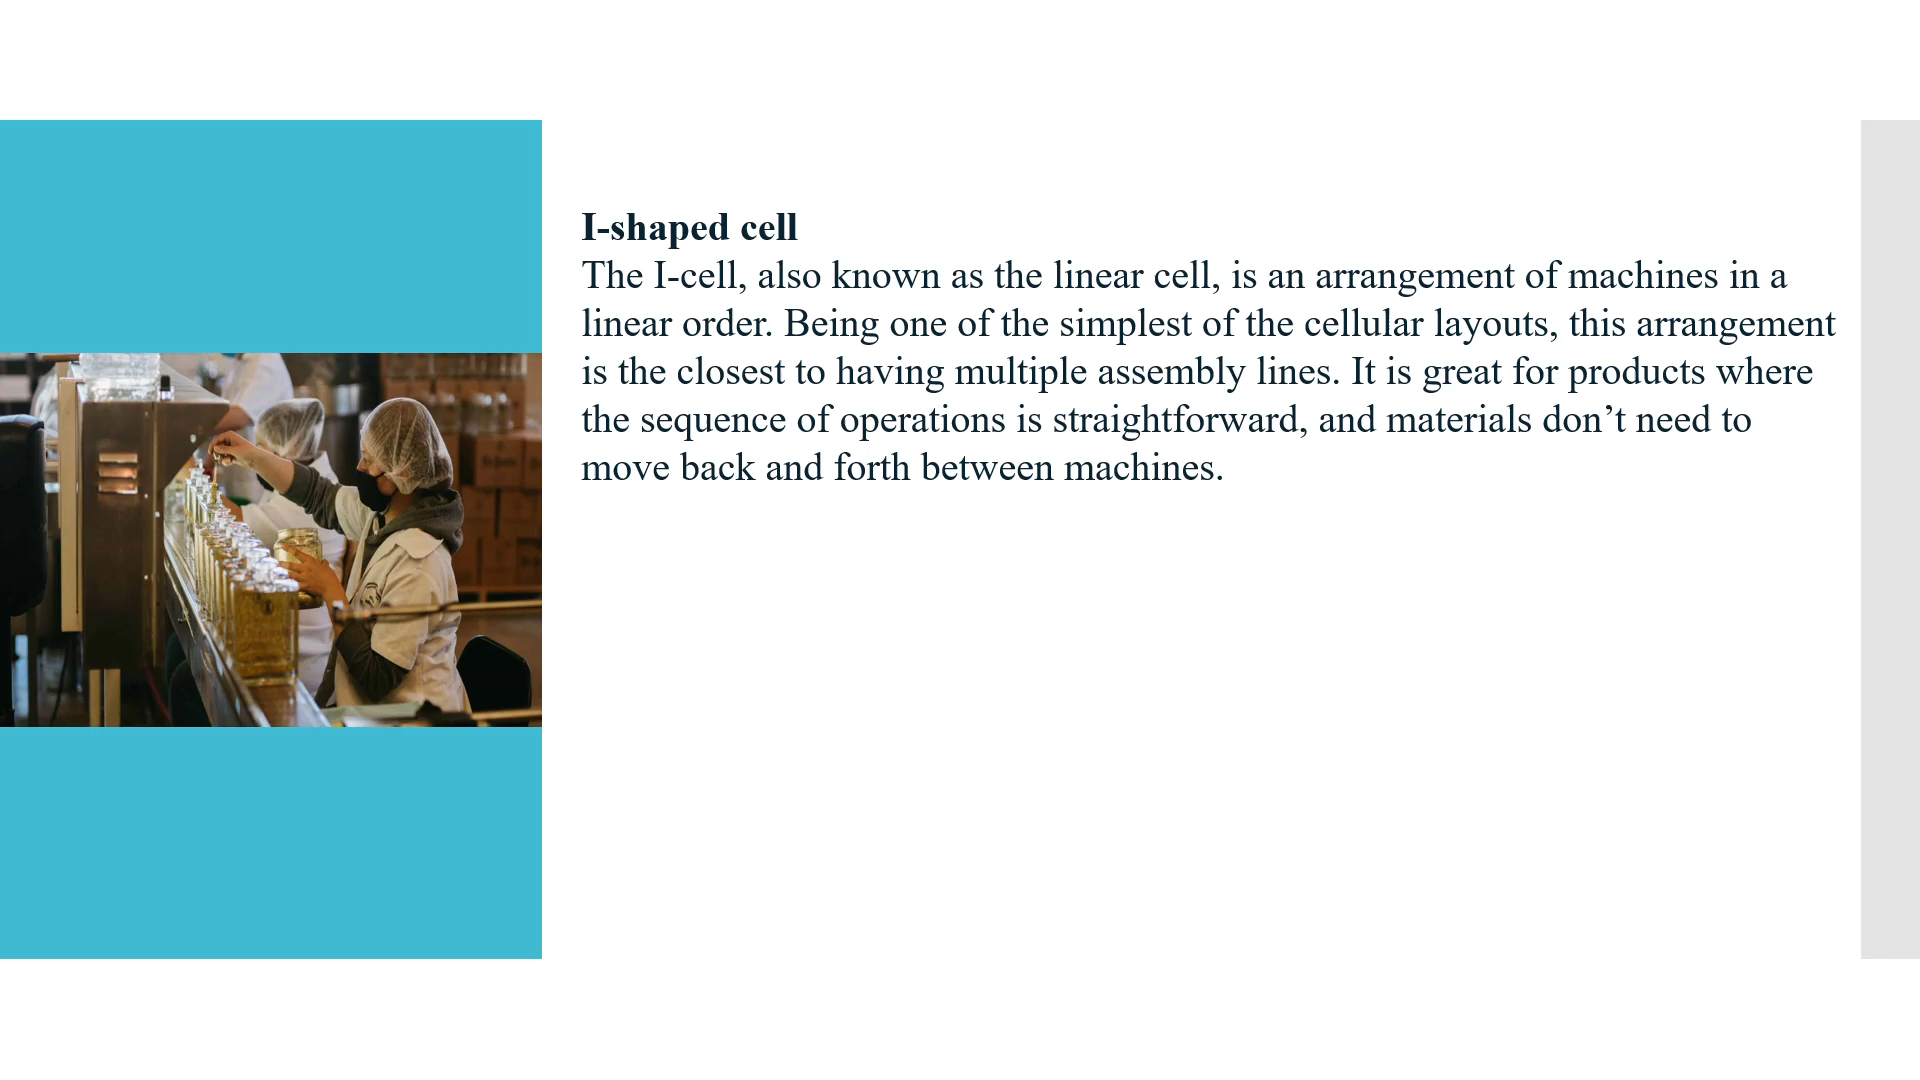 I-shaped cell
The I-cell, also known as the linear cell, is an arrangement of machines in a
linear order. Being one of the simplest of the cellular layouts, this arrangement
is the closest to having multiple assembly lines. It is great for products where
the sequence of operations is straightforward, and materials don’t need to
move back and forth between machines.